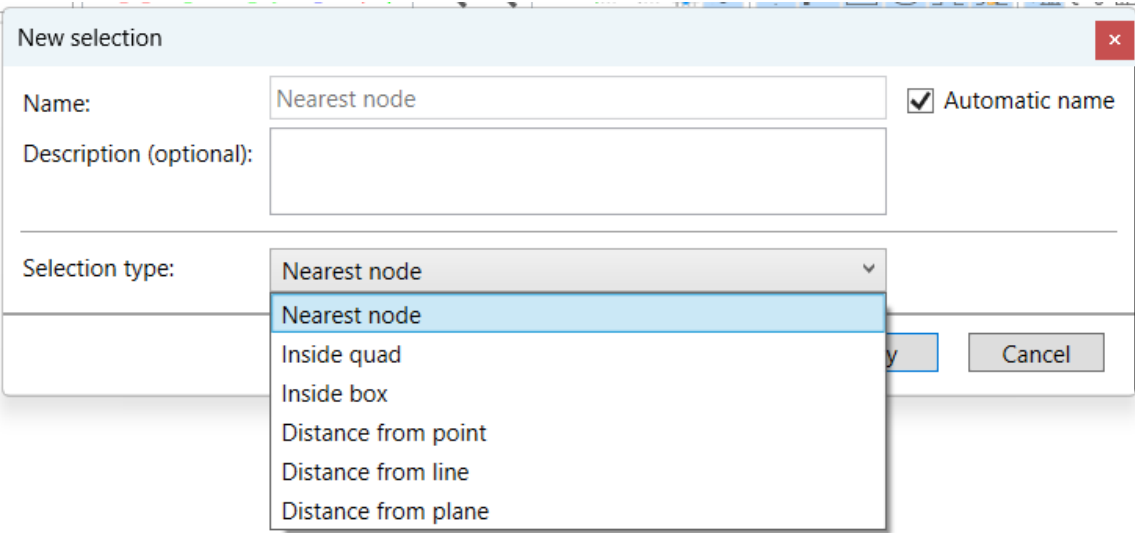 New selection
Name:
Nearest node
Automatic name
Description (optional):
Selection type:
Nearest node
Nearest node
Inside quad
Inside box
Distance from point
Distance from line
Distance from plane
Cancel